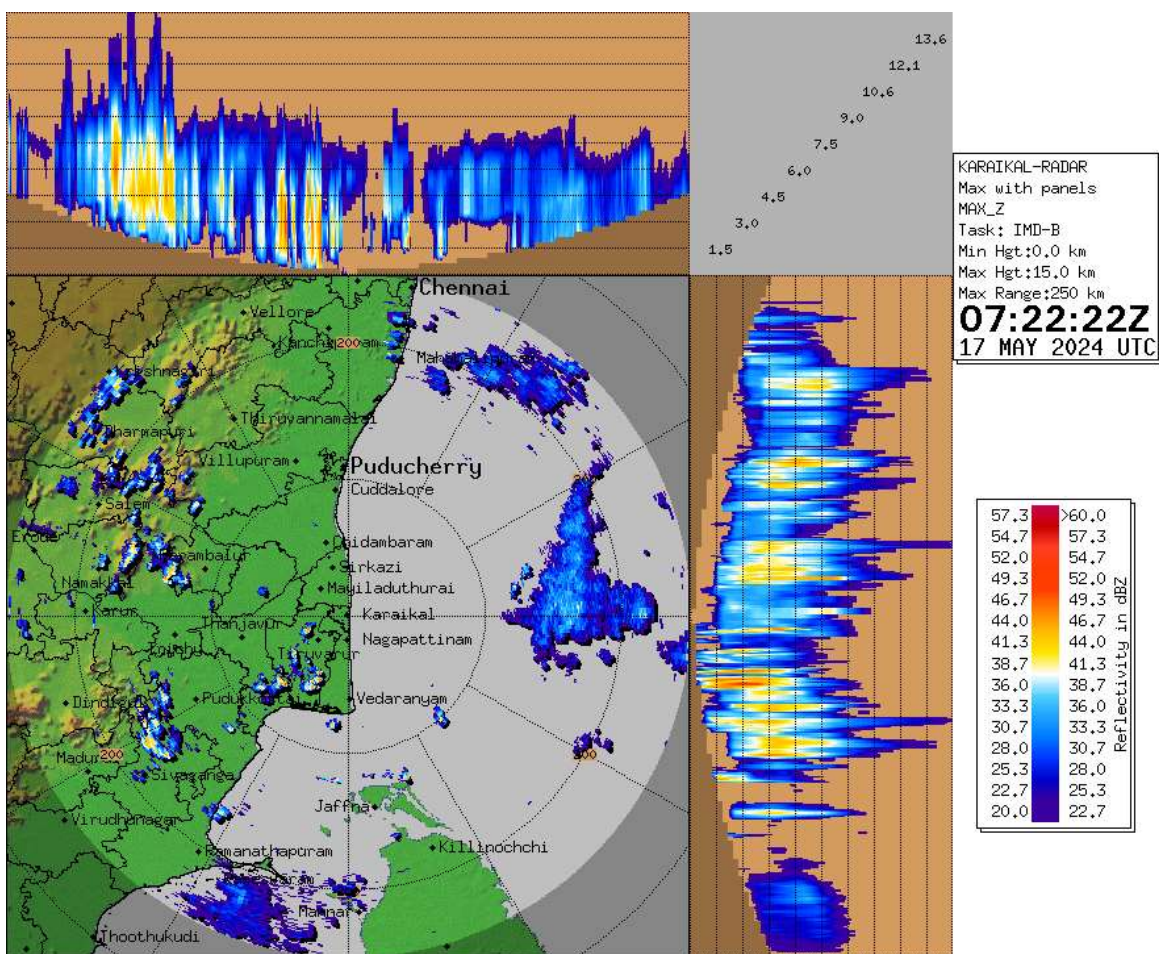 13.6
12.1
10.6
9.0
7.5
6.0
4.5
3.0
1.5
KARAIKAL-RADAR
Max with panels
MAX_Z
Task: IMD-B
Min Hgt:0.0 km
Max Hgt:15.0 km
Max Range:250 km
07:22:22Z
17 MAY 2024 UTC
Chennai
Vellore
200
Krishnagiri
Thiruvannamalai
Dharmapuri
Villupuram
Puducherry
Cuddalore
Salem
Erode
Chidambaram
Perambalur
Sirkazi
Namakkal
Mayiladuthurai
Karur
Karaikal
Thanjavur
Nagapattinam
Tiruvarur
Dindigul
Vedaranyam
200
Sivaganga
Jaffna
Virudhunagar
Ramanathapuram
Killinochchi
Mannar
Thoothukudi
57.3 >60.0
54.7 57.3
52.0 54.7
49.3 52.0
46.7 49.3
44.0 46.7
41.3 44.0
38.7 41.3
36.0 38.7
33.3 36.0
30.7 33.3
28.0 30.7
25.3 28.0
22.7 25.3
20.0 22.7
Reflectivity in dBZ